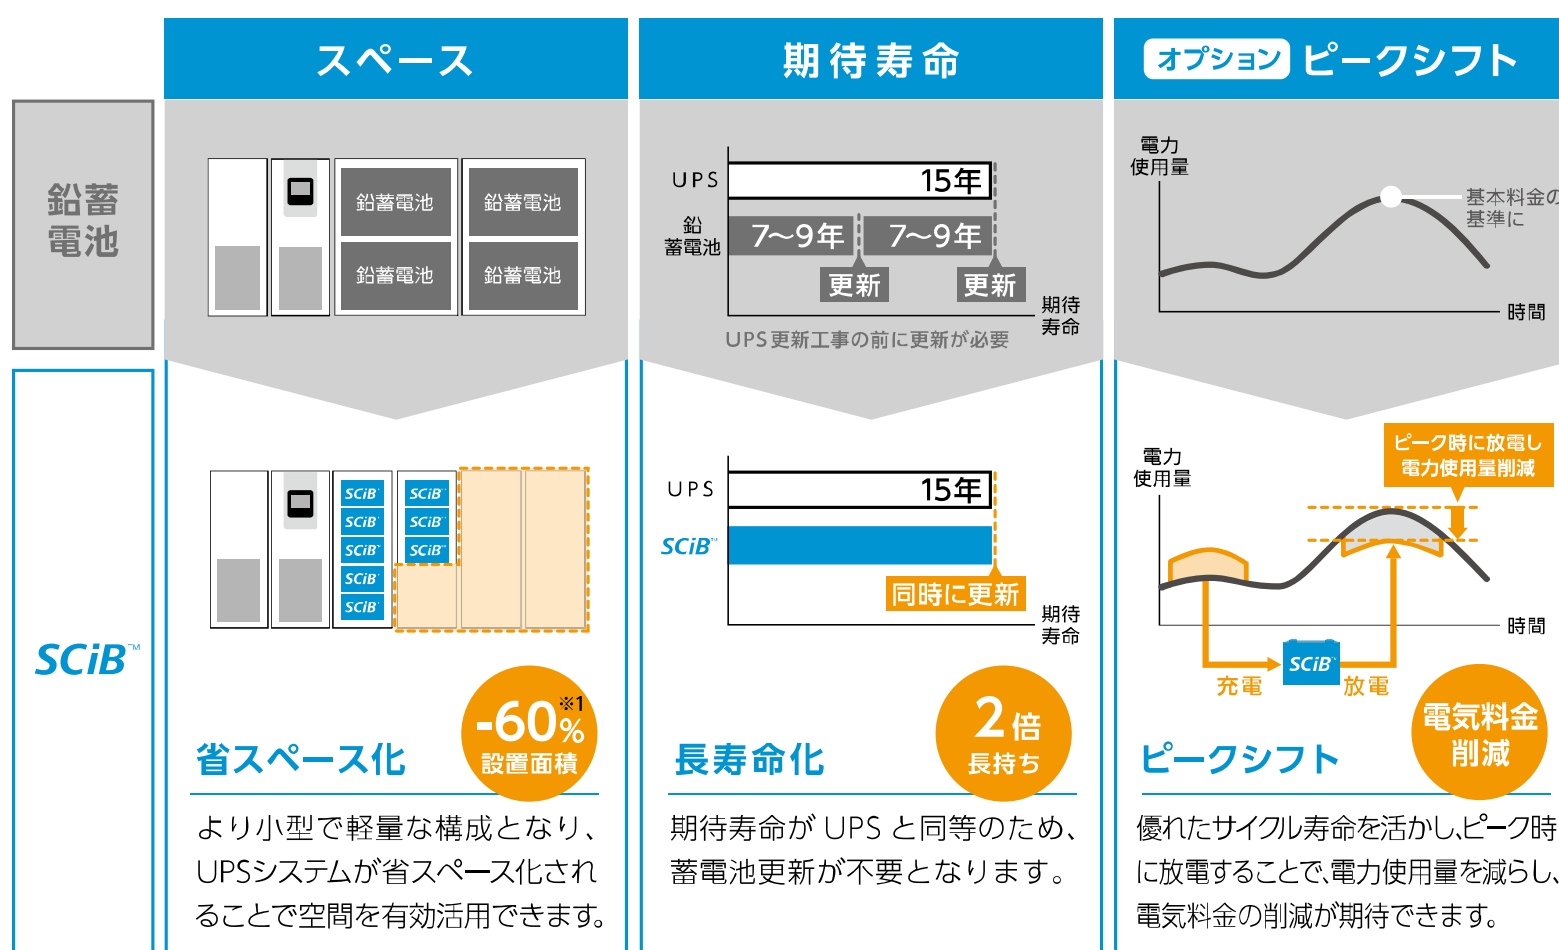 スペース
期待寿命
オプション ピークシフト
鉛蓄
電池
鉛蓄電池
鉛蓄電池
鉛蓄電池
鉛蓄電池
UPS
15年
鉛
蓄電池
7～9年
7～9年
更新
更新
期待
寿命
UPS更新工事の前に更新が必要
電力
使用量
基本料金の
基準に
時間
SCiB™
SCiB™
SCiB™
SCiB™
SCiB™
SCiB™
SCiB™
SCiB™
SCiB™
-60%※1
設置面積
省スペース化
より小型で軽量な構成となり、
UPSシステムが省スペース化され
ることで空間を有効活用できます。
UPS
15年
SCiB™
同時に更新
期待
寿命
2倍
長持ち
長寿命化
期待寿命が UPS と同等のため、
蓄電池更新が不要となります。
電力
使用量
ピーク時に放電し
電力使用量削減
時間
SCiB™
充電
放電
電気料金
削減
ピークシフト
優れたサイクル寿命を活かし、ピーク時
に放電することで、電力使用量を減らし、
電気料金の削減が期待できます。